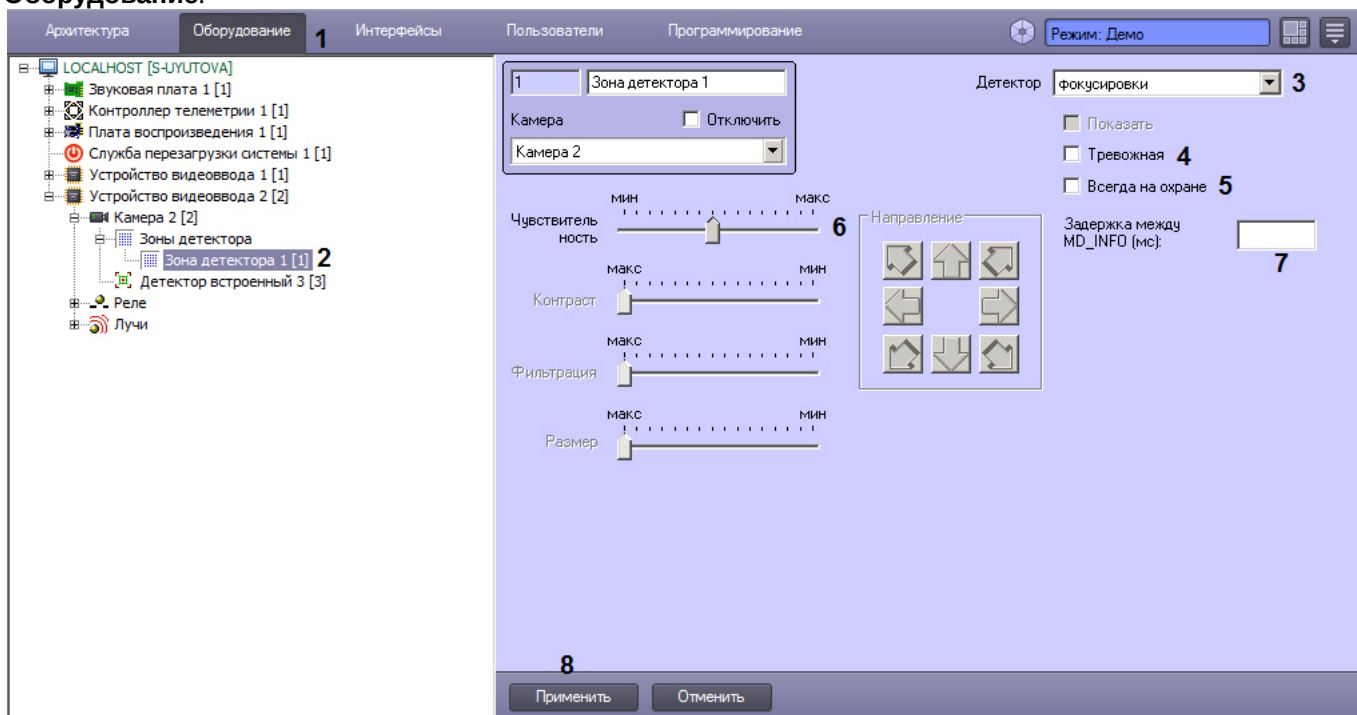 Оборудование.
Архитектура Оборудование 1 Интерфейсы Пользователи Программирование Режим: Демо
LOCALHOST [S-UYUTOVA]
Звуковая плата 1 [1]
Контроллер телеметрии 1 [1]
Плата воспроизведения 1 [1]
Служба перезагрузки системы 1 [1]
Устройство видеоввода 1 [1]
Устройство видеоввода 2 [2]
Камера 2 [2]
Зоны детектора
Зона детектора 1 [1] 2
Детектор встроенный 3 [3]
Реле
Лучи
1 Зона детектора 1
Камера Отключить
Камера 2
Детектор фокусировки 3
Показать
Тревожная 4
Всегда на охране 5
Задержка между
MD_INFO (мс):
7
мин макс
Чувствитель
ность
6
макс мин
Контраст
макс мин
Фильтрация
макс мин
Размер
Направление
8
Применить Отменить